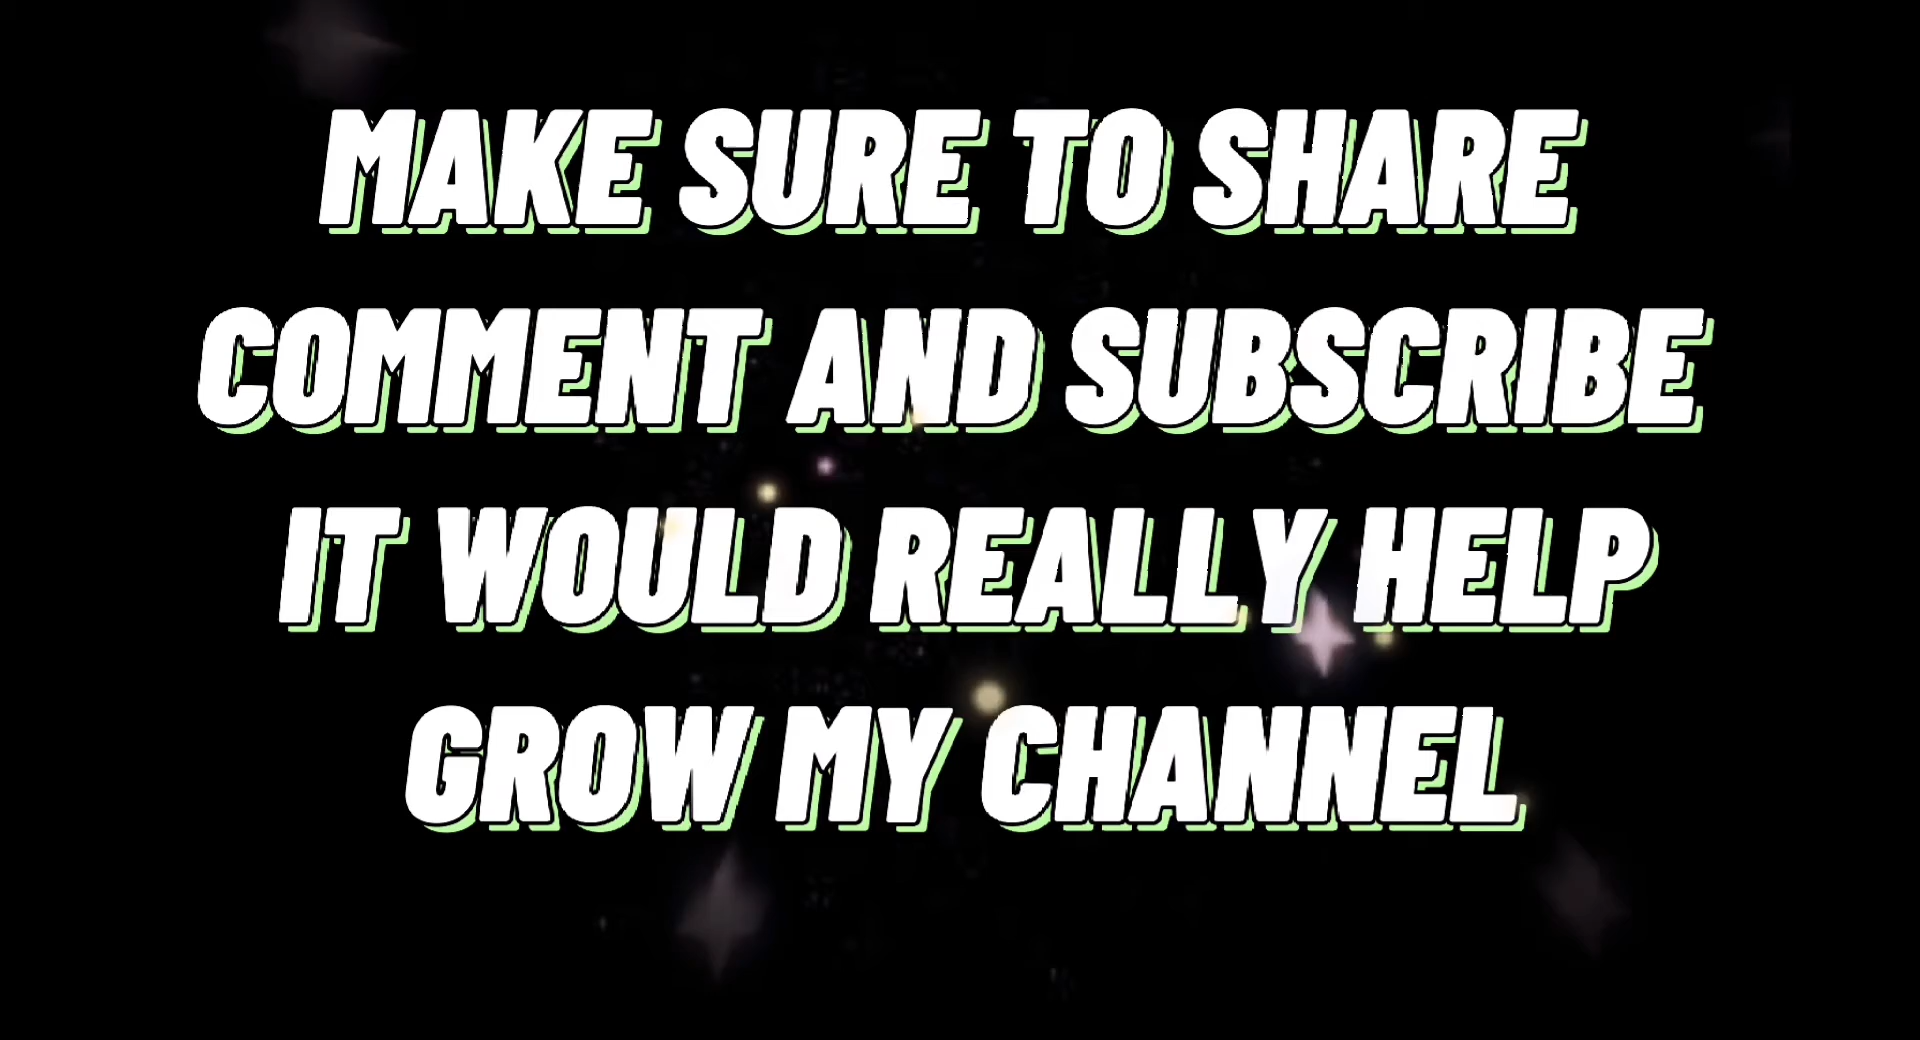 MAKE SURE TO SHARE
COMMENT AND SUBSCRIBE
IT WOULD REALLY HELP
GROW MY CHANNEL